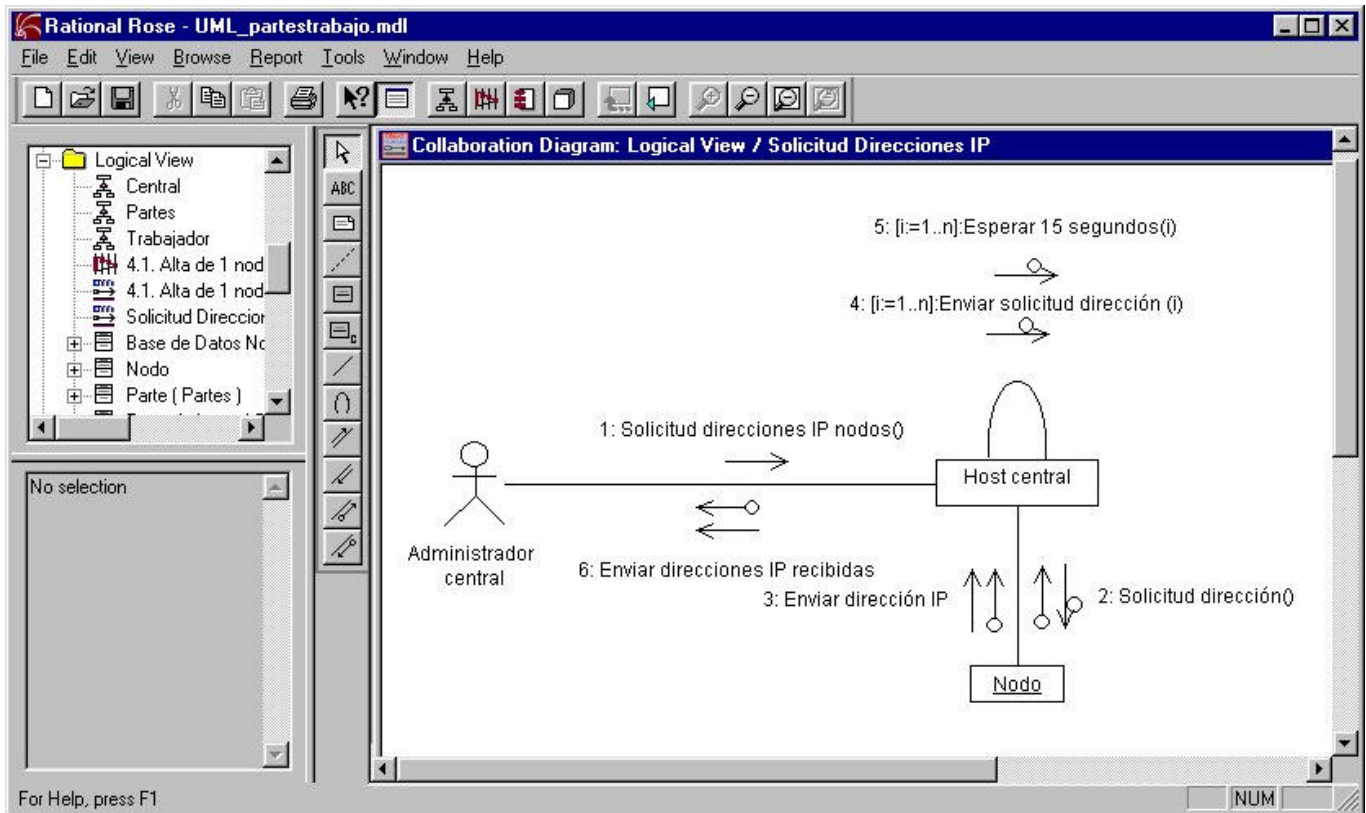 Rational Rose - UML_partestrabajo.mdl
File Edit View Browse Report Tools Window Help
Logical View
Central
Partes
Trabajador
4.1. Alta de 1 nod
4.1. Alta de 1 nod
Solicitud Direccior
Base de Datos No
Nodo
Parte ( Partes )
No selection
ABC
Collaboration Diagram: Logical View / Solicitud Direcciones IP
5: [i:=1..n]:Esperar 15 segundos(i)
4: [i:=1..n]:Enviar solicitud dirección (i)
1: Solicitud direcciones IP nodos()
Host central
Administrador
central
6: Enviar direcciones IP recibidas
3: Enviar dirección IP
2: Solicitud dirección()
Nodo
For Help, press F1
NUM